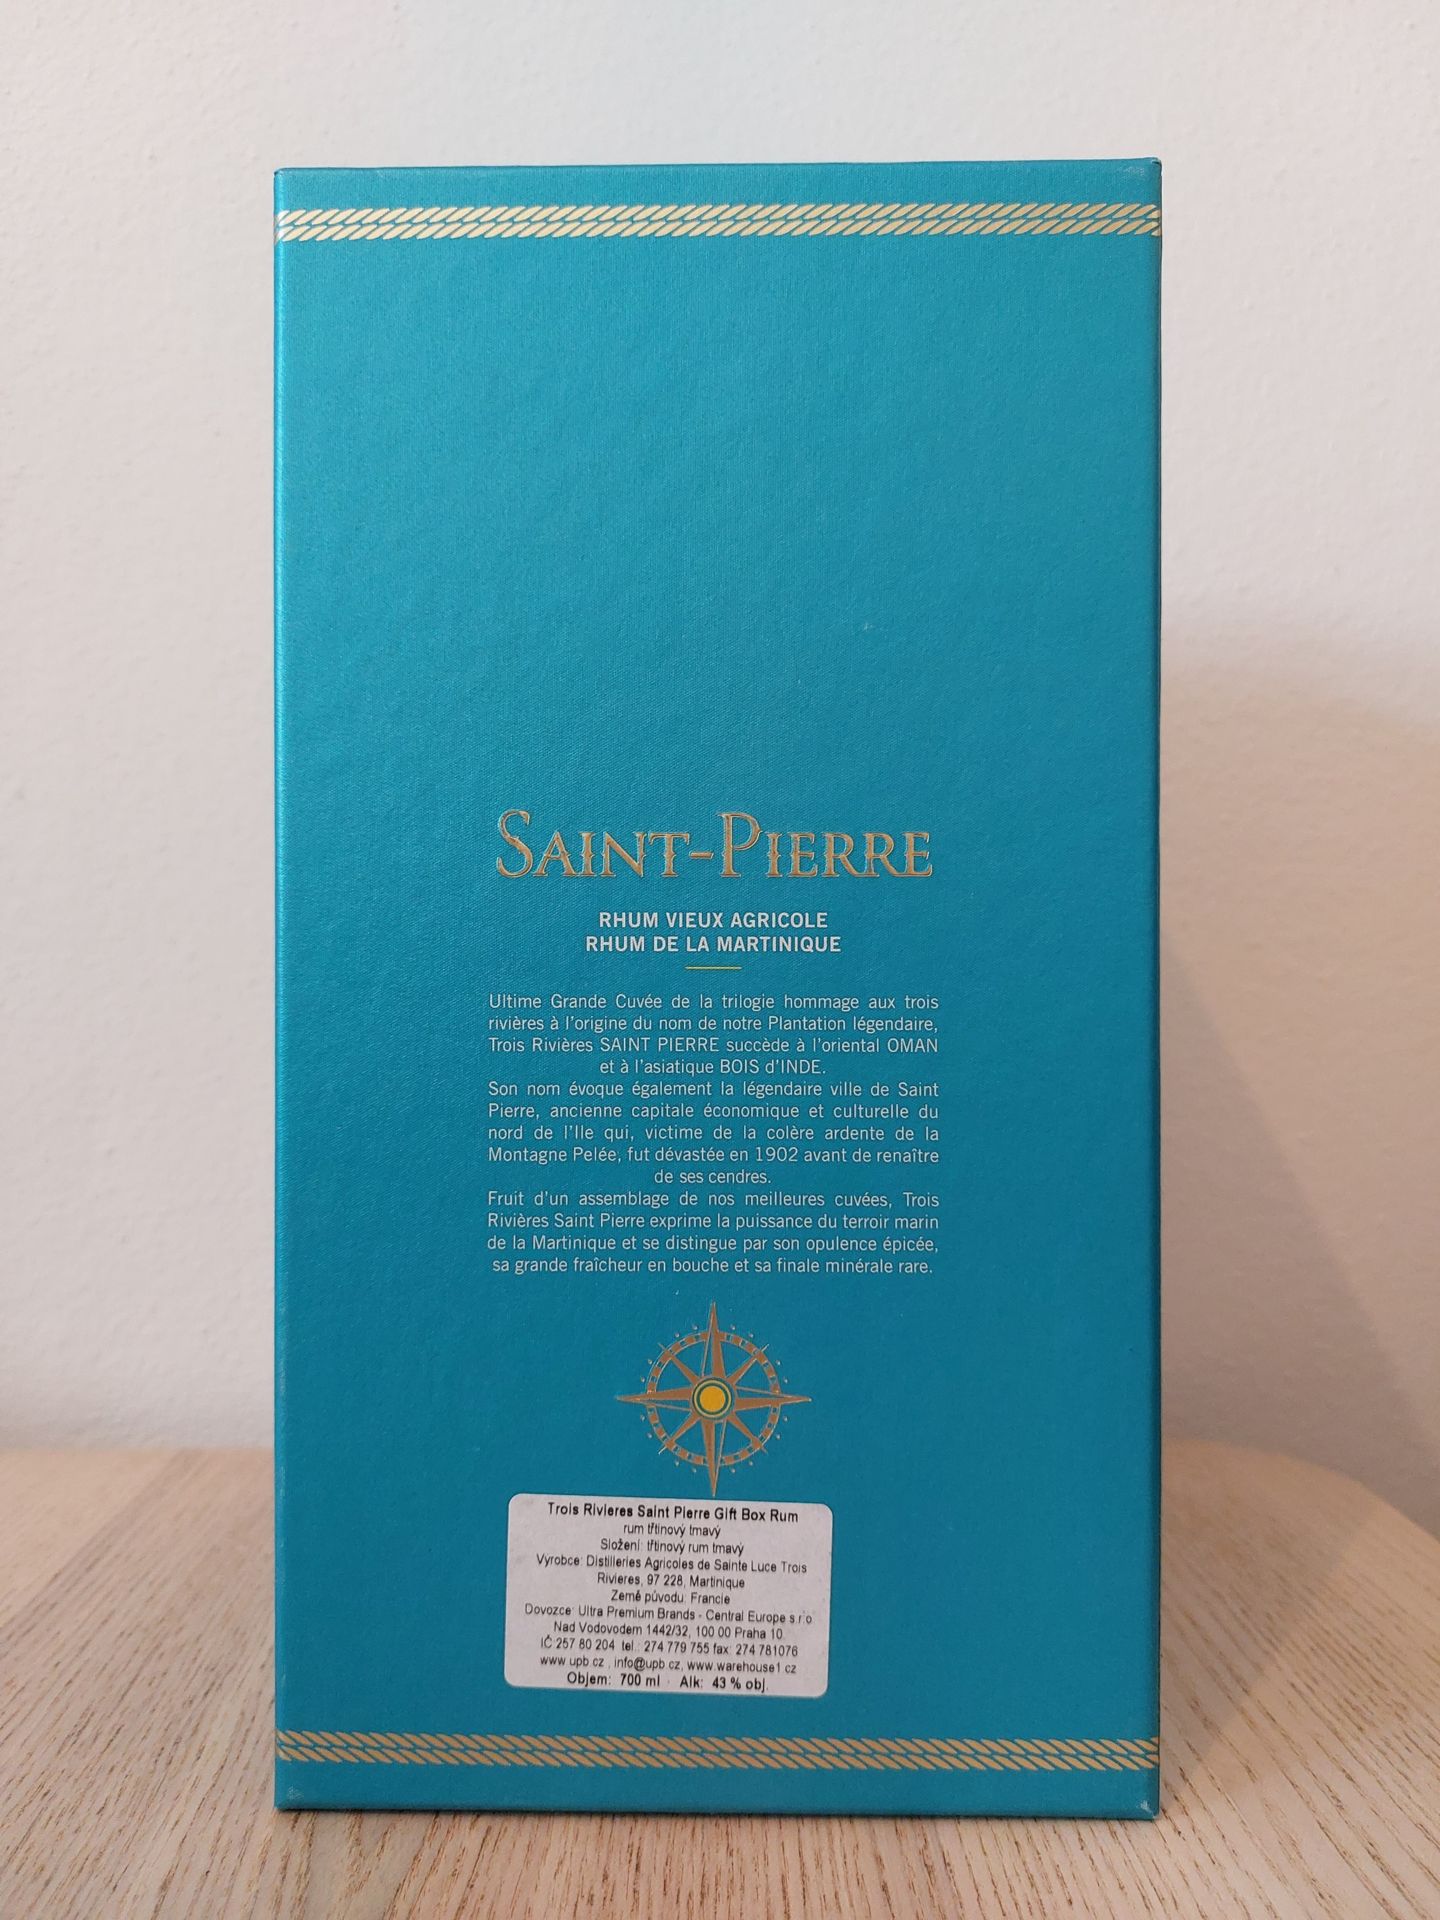 SAINT-PIERRE
RHUM VIEUX AGRICOLE
RHUM DE LA MARTINIQUE
Ultime Grande Cuvée de la trilogie hommage aux trois
rivières à l'origine du nom de notre Plantation légendaire,
Trois Rivières SAINT PIERRE succède à l'oriental OMAN
et à l'asiatique BOIS d'INDE.
Son nom évoque également la légendaire ville de Saint
Pierre, ancienne capitale économique et culturelle du
nord de l'Ile qui, victime de la colère ardente de la
Montagne Pelée, fut dévastée en 1902 avant de renaître
de ses cendres.
Fruit d'un assemblage de nos meilleures cuvées, Trois
Rivières Saint Pierre exprime la puissance du terroir marin
de la Martinique et se distingue par son opulence épicée,
sa grande fraîcheur en bouche et sa finale minérale rare.
Trois Rivieres Saint Pierre Gift Box Rum
rum třtinový tmavý
Složení: třtinový rum tmavý
Vyrobce: Distilleries Agricoles de Sainte Luce Trois
Rivieres, 97 228, Martinique
Země původu: Francie
Dovozce: Ultra Premium Brands - Central Europe s.r.o
Nad Vodovodem 1442/32, 100 00 Praha 10.
IČ 257 80 204 tel.: 274 779 755 fax: 274 781076
www.upb.cz , info@upb.cz, www.warehouse1.cz
Objem: 700 ml Alk: 43 % obj.